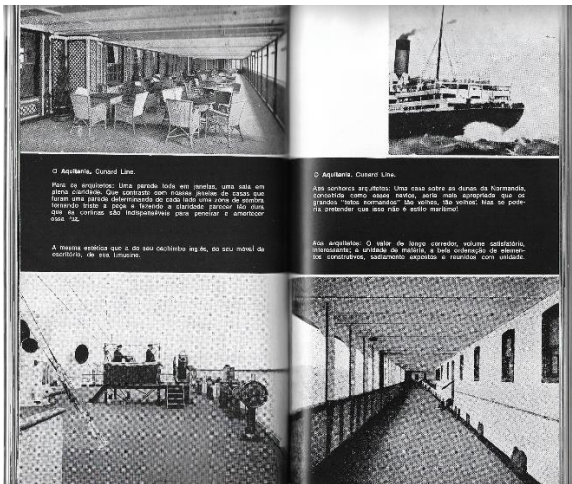 O Aquitania. Cunard Line.
Para os arquitetos: Uma parede toda em janelas, uma sala em
plena claridade. Que contraste com nossas janelas de casas que
furam uma parede determinando de cada lado uma zona de sombra,
tornando triste a peça e fazendo a claridade parecer tão dura
que as cortinas são indispensáveis para peneirar e amortecer
essa luz.
A mesma estética que a do seu cachimbo inglês, do seu móvel de
escritório, de sua limusine.
O Aquitania. Cunard Line.
Aos senhores arquitetos: Uma casa sobre as dunas da Normandia,
concebida como esses navios, seria mais apropriada que os
grandes "tetos normandos" tão velhos, tão velhos! Mas se pode-
ria pretender que isso não é estilo marítimo!
Aos arquitetos: O valor do longo corredor, volume satisfatório,
interessante; a unidade de matéria, a bela ordenação de elemen-
tos construtivos, sadiamente expostos e reunidos com unidade.